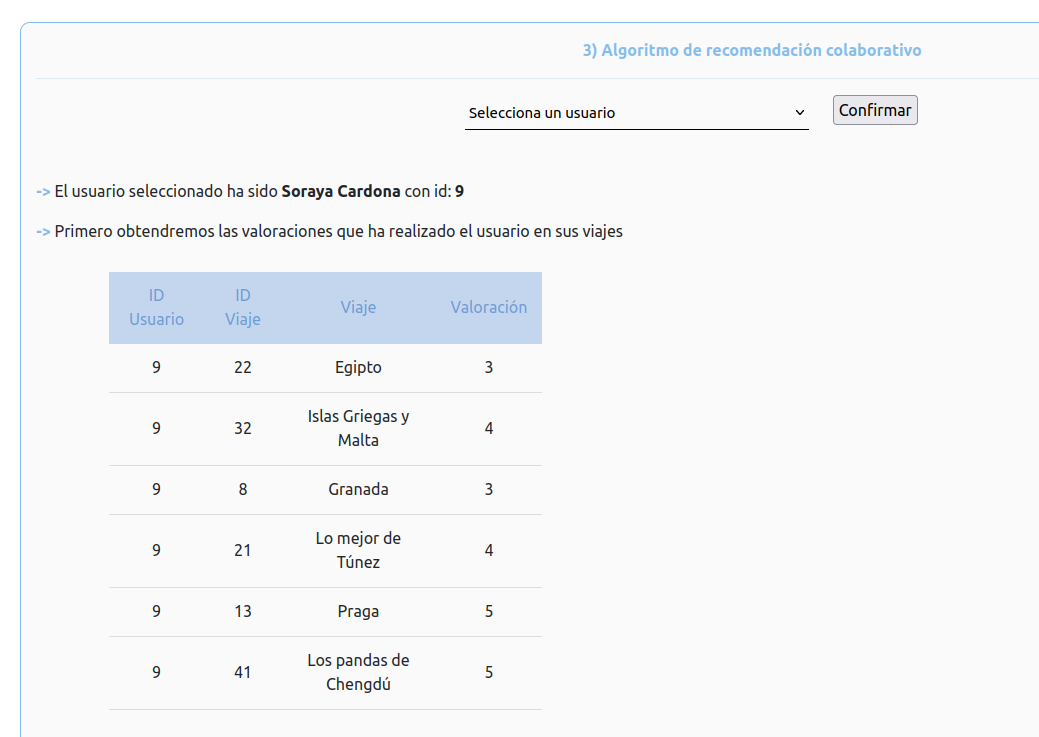 3) Algoritmo de recomendación colaborativo
Selecciona un usuario
Confirmar
-> El usuario seleccionado ha sido Soraya Cardona con id: 9
-> Primero obtendremos las valoraciones que ha realizado el usuario en sus viajes
ID Usuario ID Viaje Viaje Valoración
9 22 Egipto 3
9 32 Islas Griegas y Malta 4
9 8 Granada 3
9 21 Lo mejor de Túnez 4
9 13 Praga 5
9 41 Los pandas de Chengdú 5